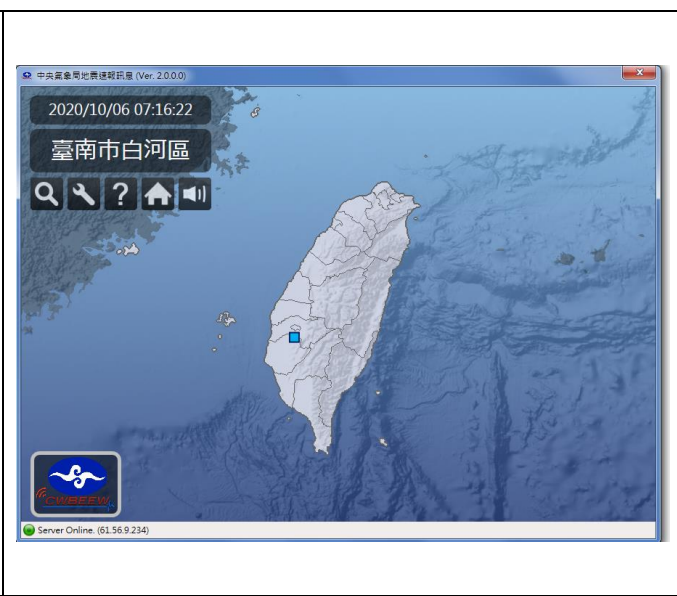 中央氣象局地震速報訊息 (Ver. 2.0.0.0)
2020/10/06 07:16:22
臺南市白河區
?
CWBEEW
Server Online. (61.56.9.234)